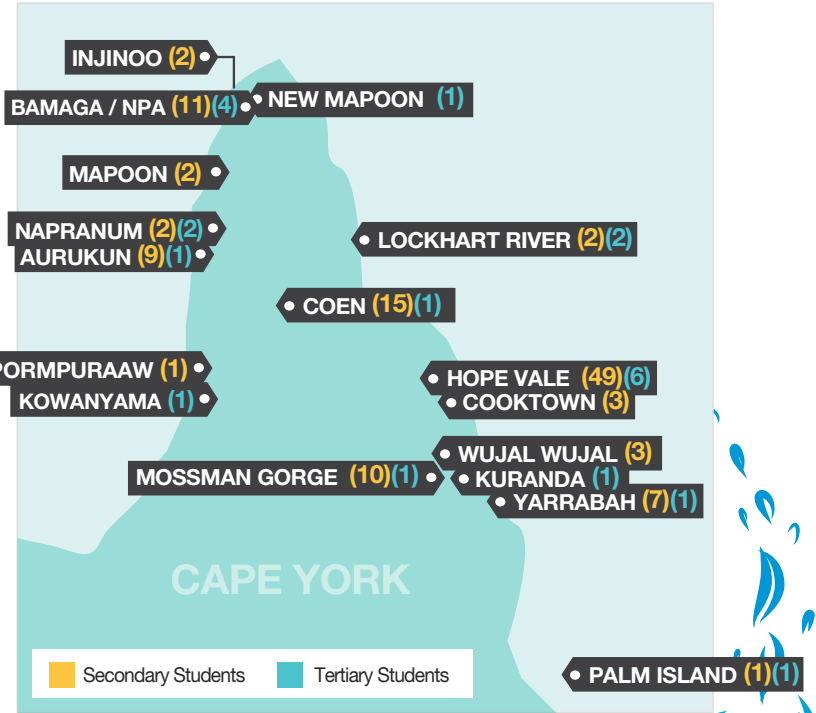 INJINOO (2)
BAMAGA / NPA (11)(4)
NEW MAPOON (1)
MAPOON (2)
NAPRANUM (2)(2)
AURUKUN (9)(1)
LOCKHART RIVER (2)(2)
COEN (15)(1)
PORMPURAAW (1)
KOWANYAMA (1)
HOPE VALE (49)(6)
COOKTOWN (3)
WUJAL WUJAL (3)
MOSSMAN GORGE (10)(1)
KURANDA (1)
YARRABAH (7)(1)
CAPE YORK
Secondary Students
Tertiary Students
PALM ISLAND (1)(1)